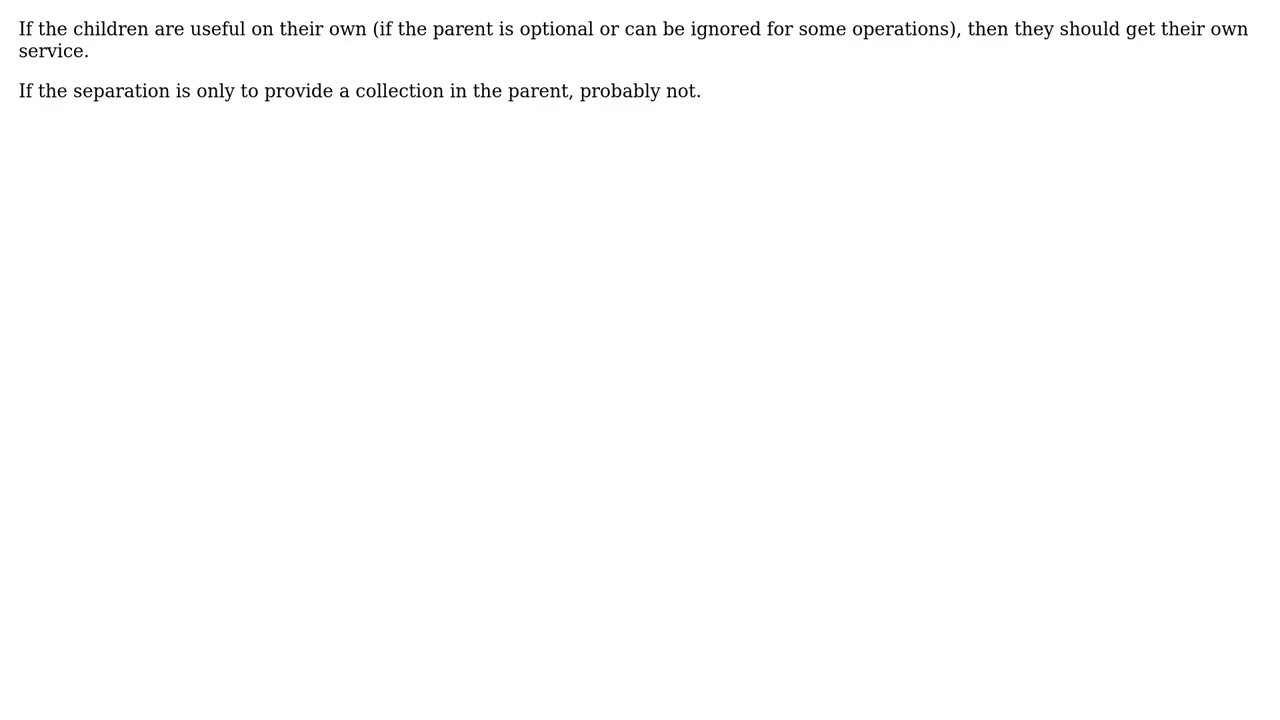 If the children are useful on their own (if the parent is optional or can be ignored for some operations), then they should get their own
service.
If the separation is only to provide a collection in the parent, probably not.